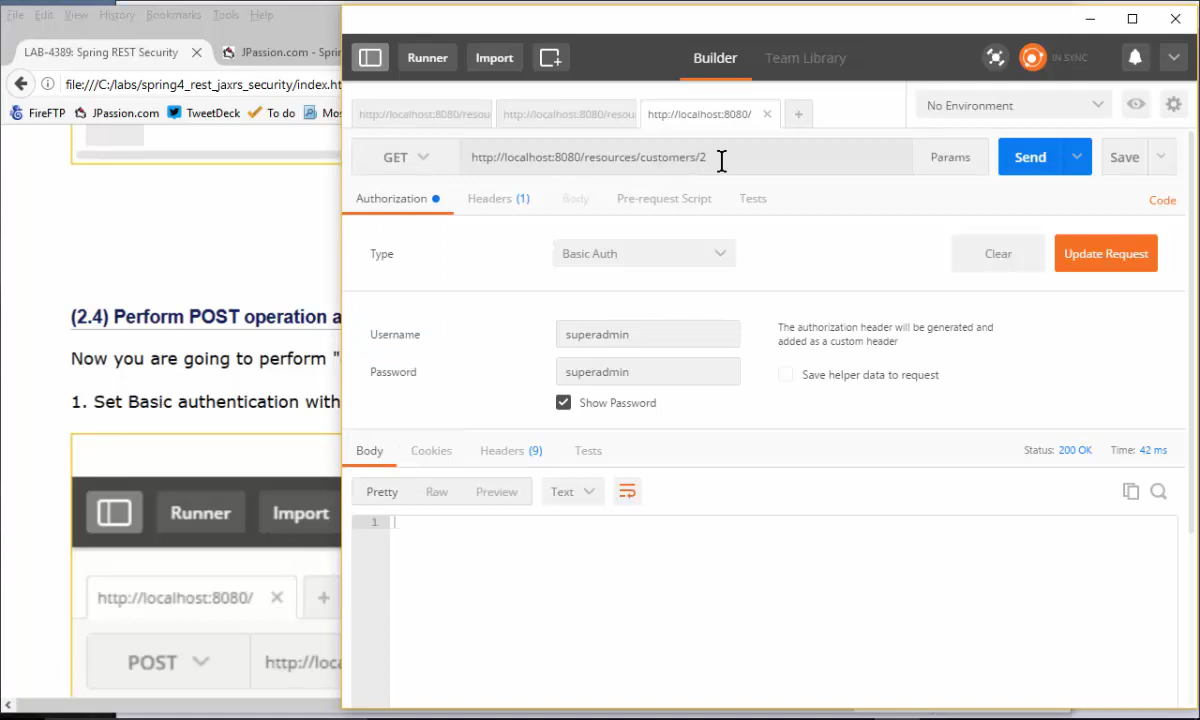 File Edit View History Bookmarks Tools Help
LAB-4389: Spring REST Security
JPassion.com - Sprin
file:///C:/labs/spring4_rest_jaxrs_security/index.ht
FireFTP JPassion.com TweetDeck To do Mos
(2.4) Perform POST operation a
Now you are going to perform "
1. Set Basic authentication with
Runner Import
http://localhost:8080/
POST http://loca
Runner Import Builder Team Library IN SYNC
http://localhost:8080/resou http://localhost:8080/resou http://localhost:8080/ No Environment
GET http://localhost:8080/resources/customers/2 Params Send Save
Authorization Headers (1) Body Pre-request Script Tests Code
Type Basic Auth Clear Update Request
Username superadmin The authorization header will be generated and
added as a custom header
Password superadmin Save helper data to request
Show Password
Body Cookies Headers (9) Tests Status: 200 OK Time: 42 ms
Pretty Raw Preview Text
1